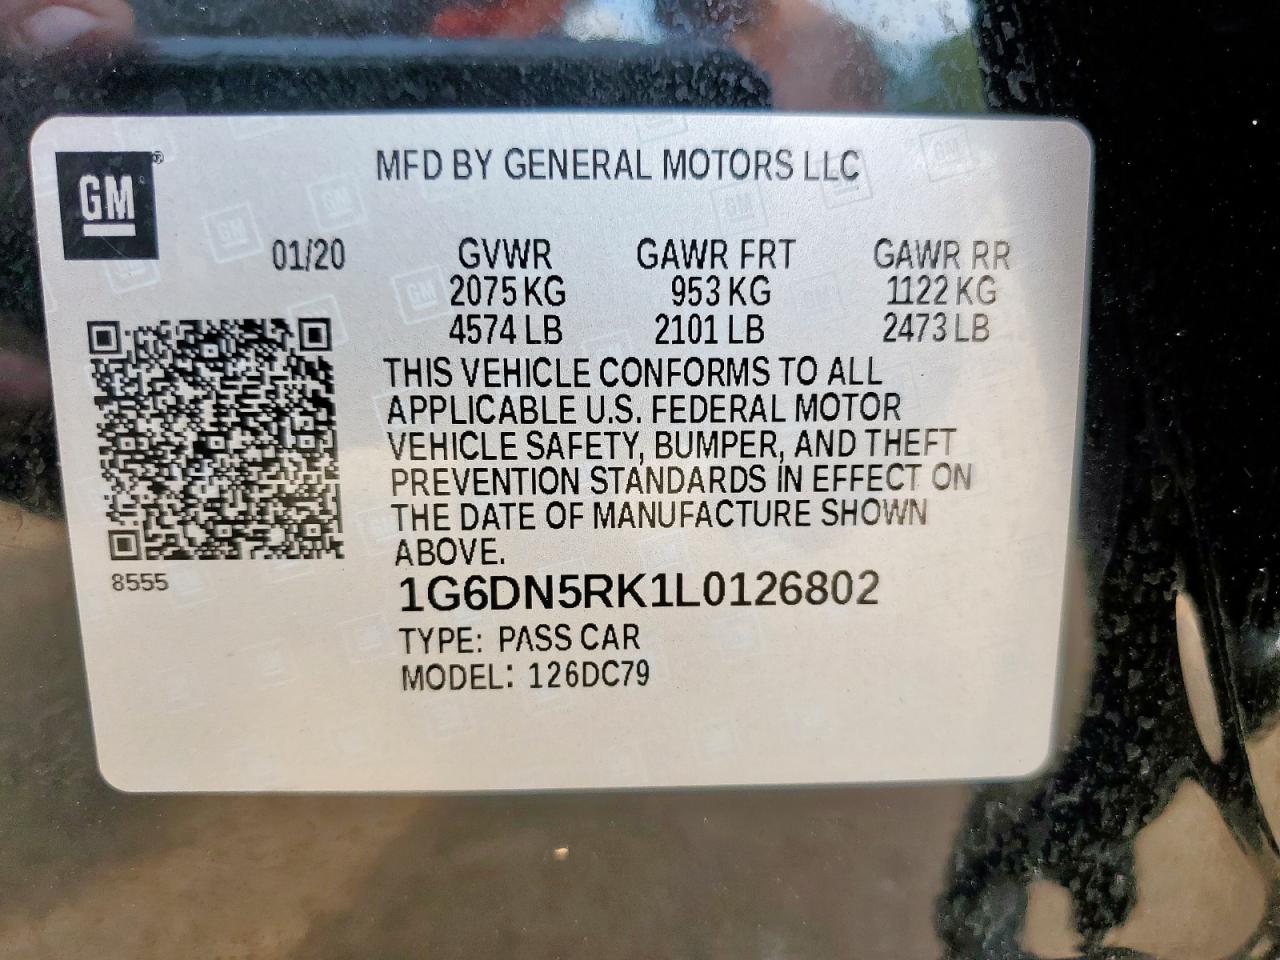 GM®
MFD BY GENERAL MOTORS LLC
01/20 GVWR GAWR FRT GAWR RR
2075 KG 953 KG 1122 KG
4574 LB 2101 LB 2473 LB
THIS VEHICLE CONFORMS TO ALL
APPLICABLE U.S. FEDERAL MOTOR
VEHICLE SAFETY, BUMPER, AND THEFT
PREVENTION STANDARDS IN EFFECT ON
THE DATE OF MANUFACTURE SHOWN
ABOVE.
8555
1G6DN5RK1L0126802
TYPE: PASS CAR
MODEL: 126DC79